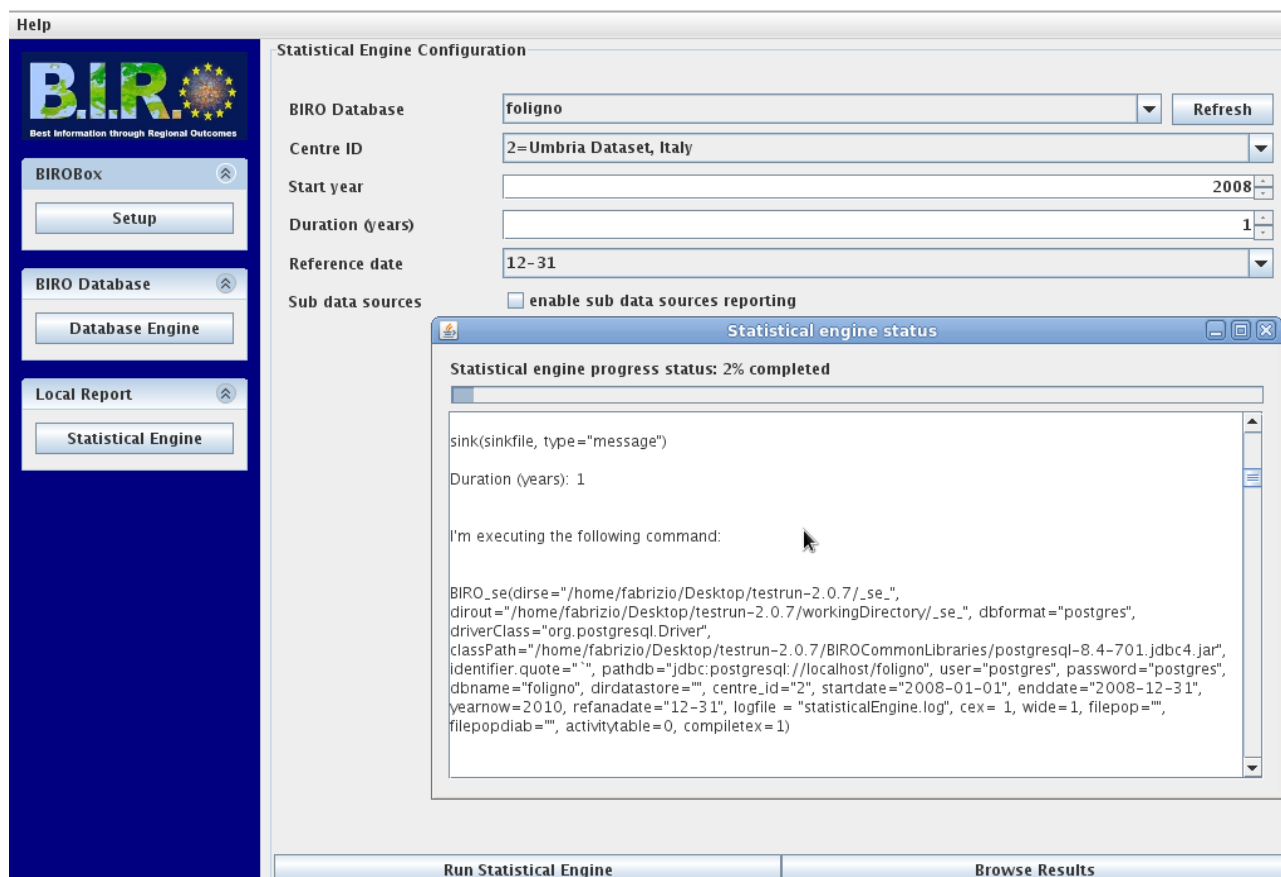 Help
B.I.R.O
Best Information through Regional Outcomes
BIROBox
Setup
BIRO Database
Database Engine
Local Report
Statistical Engine
Statistical Engine Configuration
BIRO Database
foligno
Refresh
Centre ID
2=Umbria Dataset, Italy
Start year
2008
Duration (years)
1
Reference date
12-31
Sub data sources
enable sub data sources reporting
Statistical engine status
Statistical engine progress status: 2% completed
sink(sinkfile, type="message")
Duration (years): 1
I'm executing the following command:
BIRO_se(dirse="/home/fabrizio/Desktop/testrun-2.0.7/_se_",
dirout="/home/fabrizio/Desktop/testrun-2.0.7/workingDirectory/_se_", dbformat="postgres",
driverClass="org.postgresql.Driver",
classPath="/home/fabrizio/Desktop/testrun-2.0.7/BIROCommonLibraries/postgresql-8.4-701.jdbc4.jar",
identifier.quote="`", pathdb="jdbc:postgresql://localhost/foligno", user="postgres", password="postgres",
dbname="foligno", dirdatastore="", centre_id="2", startdate="2008-01-01", enddate="2008-12-31",
yearnow=2010, refanadate="12-31", logfile = "statisticalEngine.log", cex= 1, wide=1, filepop="",
filepopdiab="", activitytable=0, compiletex=1)
Run Statistical Engine
Browse Results